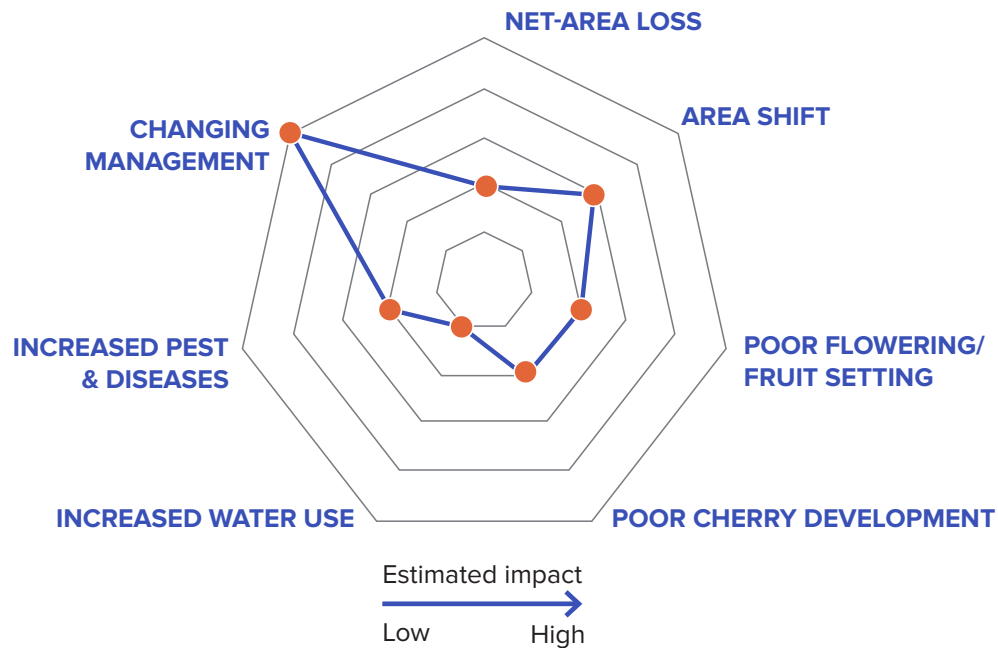 NET-AREA LOSS
AREA SHIFT
CHANGING
MANAGEMENT
INCREASED PEST
& DISEASES
POOR FLOWERING/
FRUIT SETTING
INCREASED WATER USE
POOR CHERRY DEVELOPMENT
Estimated impact
Low
High